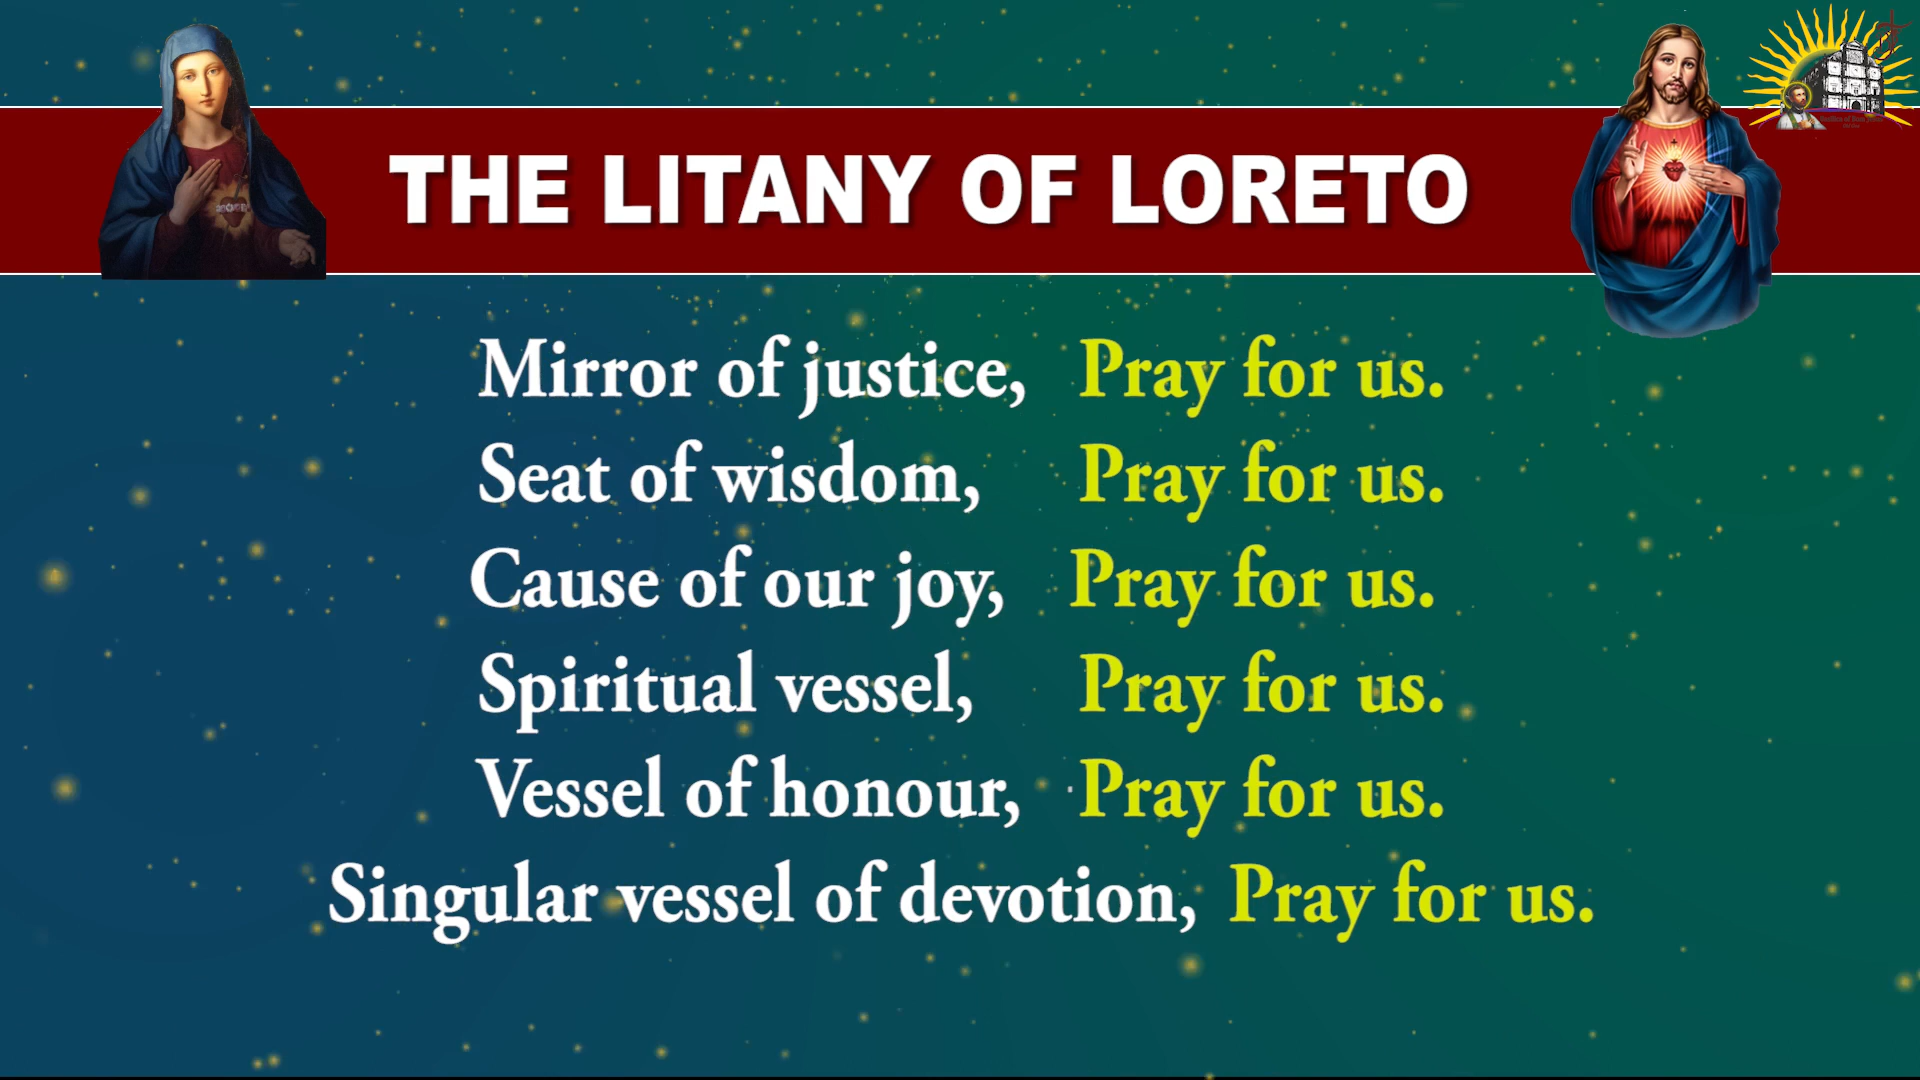 THE LITANY OF LORETO
Mirror of justice, Pray for us.
Seat of wisdom, Pray for us.
Cause of our joy, Pray for us.
Spiritual vessel, Pray for us.
Vessel of honour, Pray for us.
Singular vessel of devotion, Pray for us.